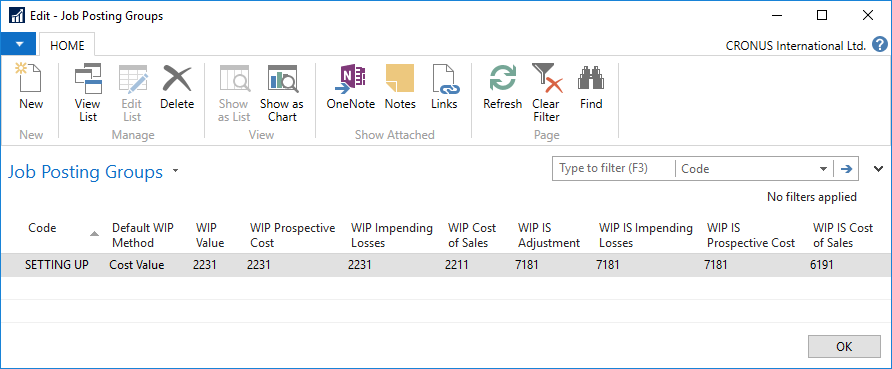 Edit - Job Posting Groups
HOME
CRONUS International Ltd. ?
New
View List
Edit List
Delete
Show as List
Show as Chart
OneNote
Notes
Links
Refresh
Clear Filter
Find
New
Manage
View
Show Attached
Page
Job Posting Groups
Type to filter (F3) Code
No filters applied
Code Default WIP Method WIP Value WIP Prospective Cost WIP Impending Losses WIP Cost of Sales WIP IS Adjustment WIP IS Impending Losses WIP IS Prospective Cost WIP IS Cost of Sales
SETTING UP Cost Value 2231 2231 2231 2211 7181 7181 7181 6191
OK